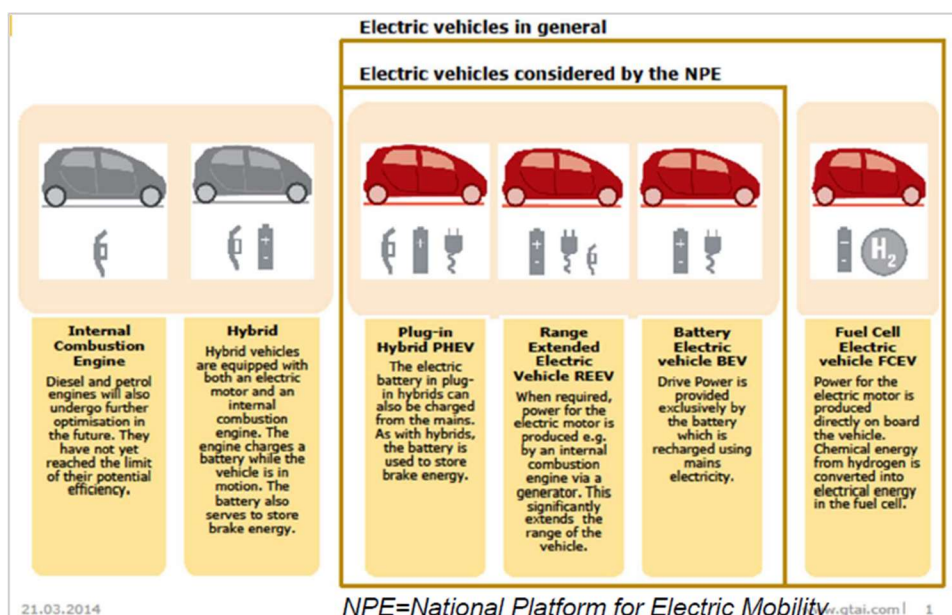 Electric vehicles in general
Electric vehicles considered by the NPE
H2
Internal
Combustion
Engine
Diesel and petrol
engines will also
undergo further
optimisation in
the future. They
have not yet
reached the limit
of their potential
efficiency.
Hybrid
Hybrid vehicles
are equipped with
both an electric
motor and an
internal
combustion
engine. The
engine charges a
battery while the
vehicle is in
motion. The
battery also
serves to store
brake energy.
Plug-in
Hybrid PHEV
The electric
battery in plug-
in hybrids can
also be charged
from the mains.
As with hybrids,
the battery is
used to store
brake energy.
Range
Extended
Electric
Vehicle REEV
When required,
power for the
electric motor is
produced e.g.
by an internal
combustion
engine via a
generator. This
significantly
extends the
range of the
vehicle.
Battery
Electric
vehicle BEV
Drive Power is
provided
exclusively by
the battery
which is
recharged using
mains
electricity.
Fuel Cell
Electric
vehicle FCEV
Power for the
electric motor is
produced
directly on board
the vehicle.
Chemical energy
from hydrogen is
converted into
electrical energy
in the fuel cell.
21.03.2014
NPE=National Platform for Electric Mobility
www.gtai.com | 1